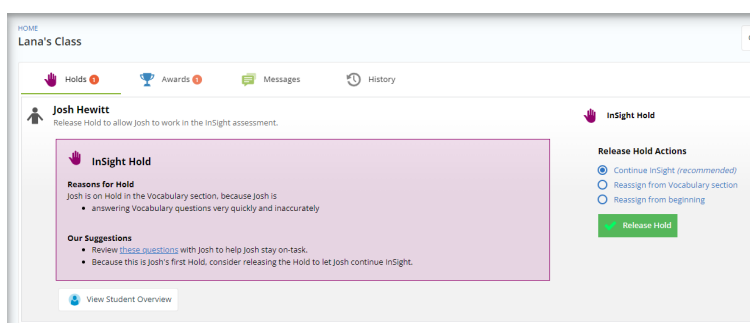 HOME
Lana's Class
Holds 1
Awards 1
Messages
History
Josh Hewitt
Release Hold to allow Josh to work in the InSight assessment.
InSight Hold
Reasons for Hold
Josh is on Hold in the Vocabulary section, because Josh is
• answering Vocabulary questions very quickly and inaccurately
Our Suggestions
• Review these questions with Josh to help Josh stay on-task.
• Because this is Josh's first Hold, consider releasing the Hold to let Josh continue InSight.
View Student Overview
InSight Hold
Release Hold Actions
Continue InSight (recommended)
Reassign from Vocabulary section
Reassign from beginning
Release Hold